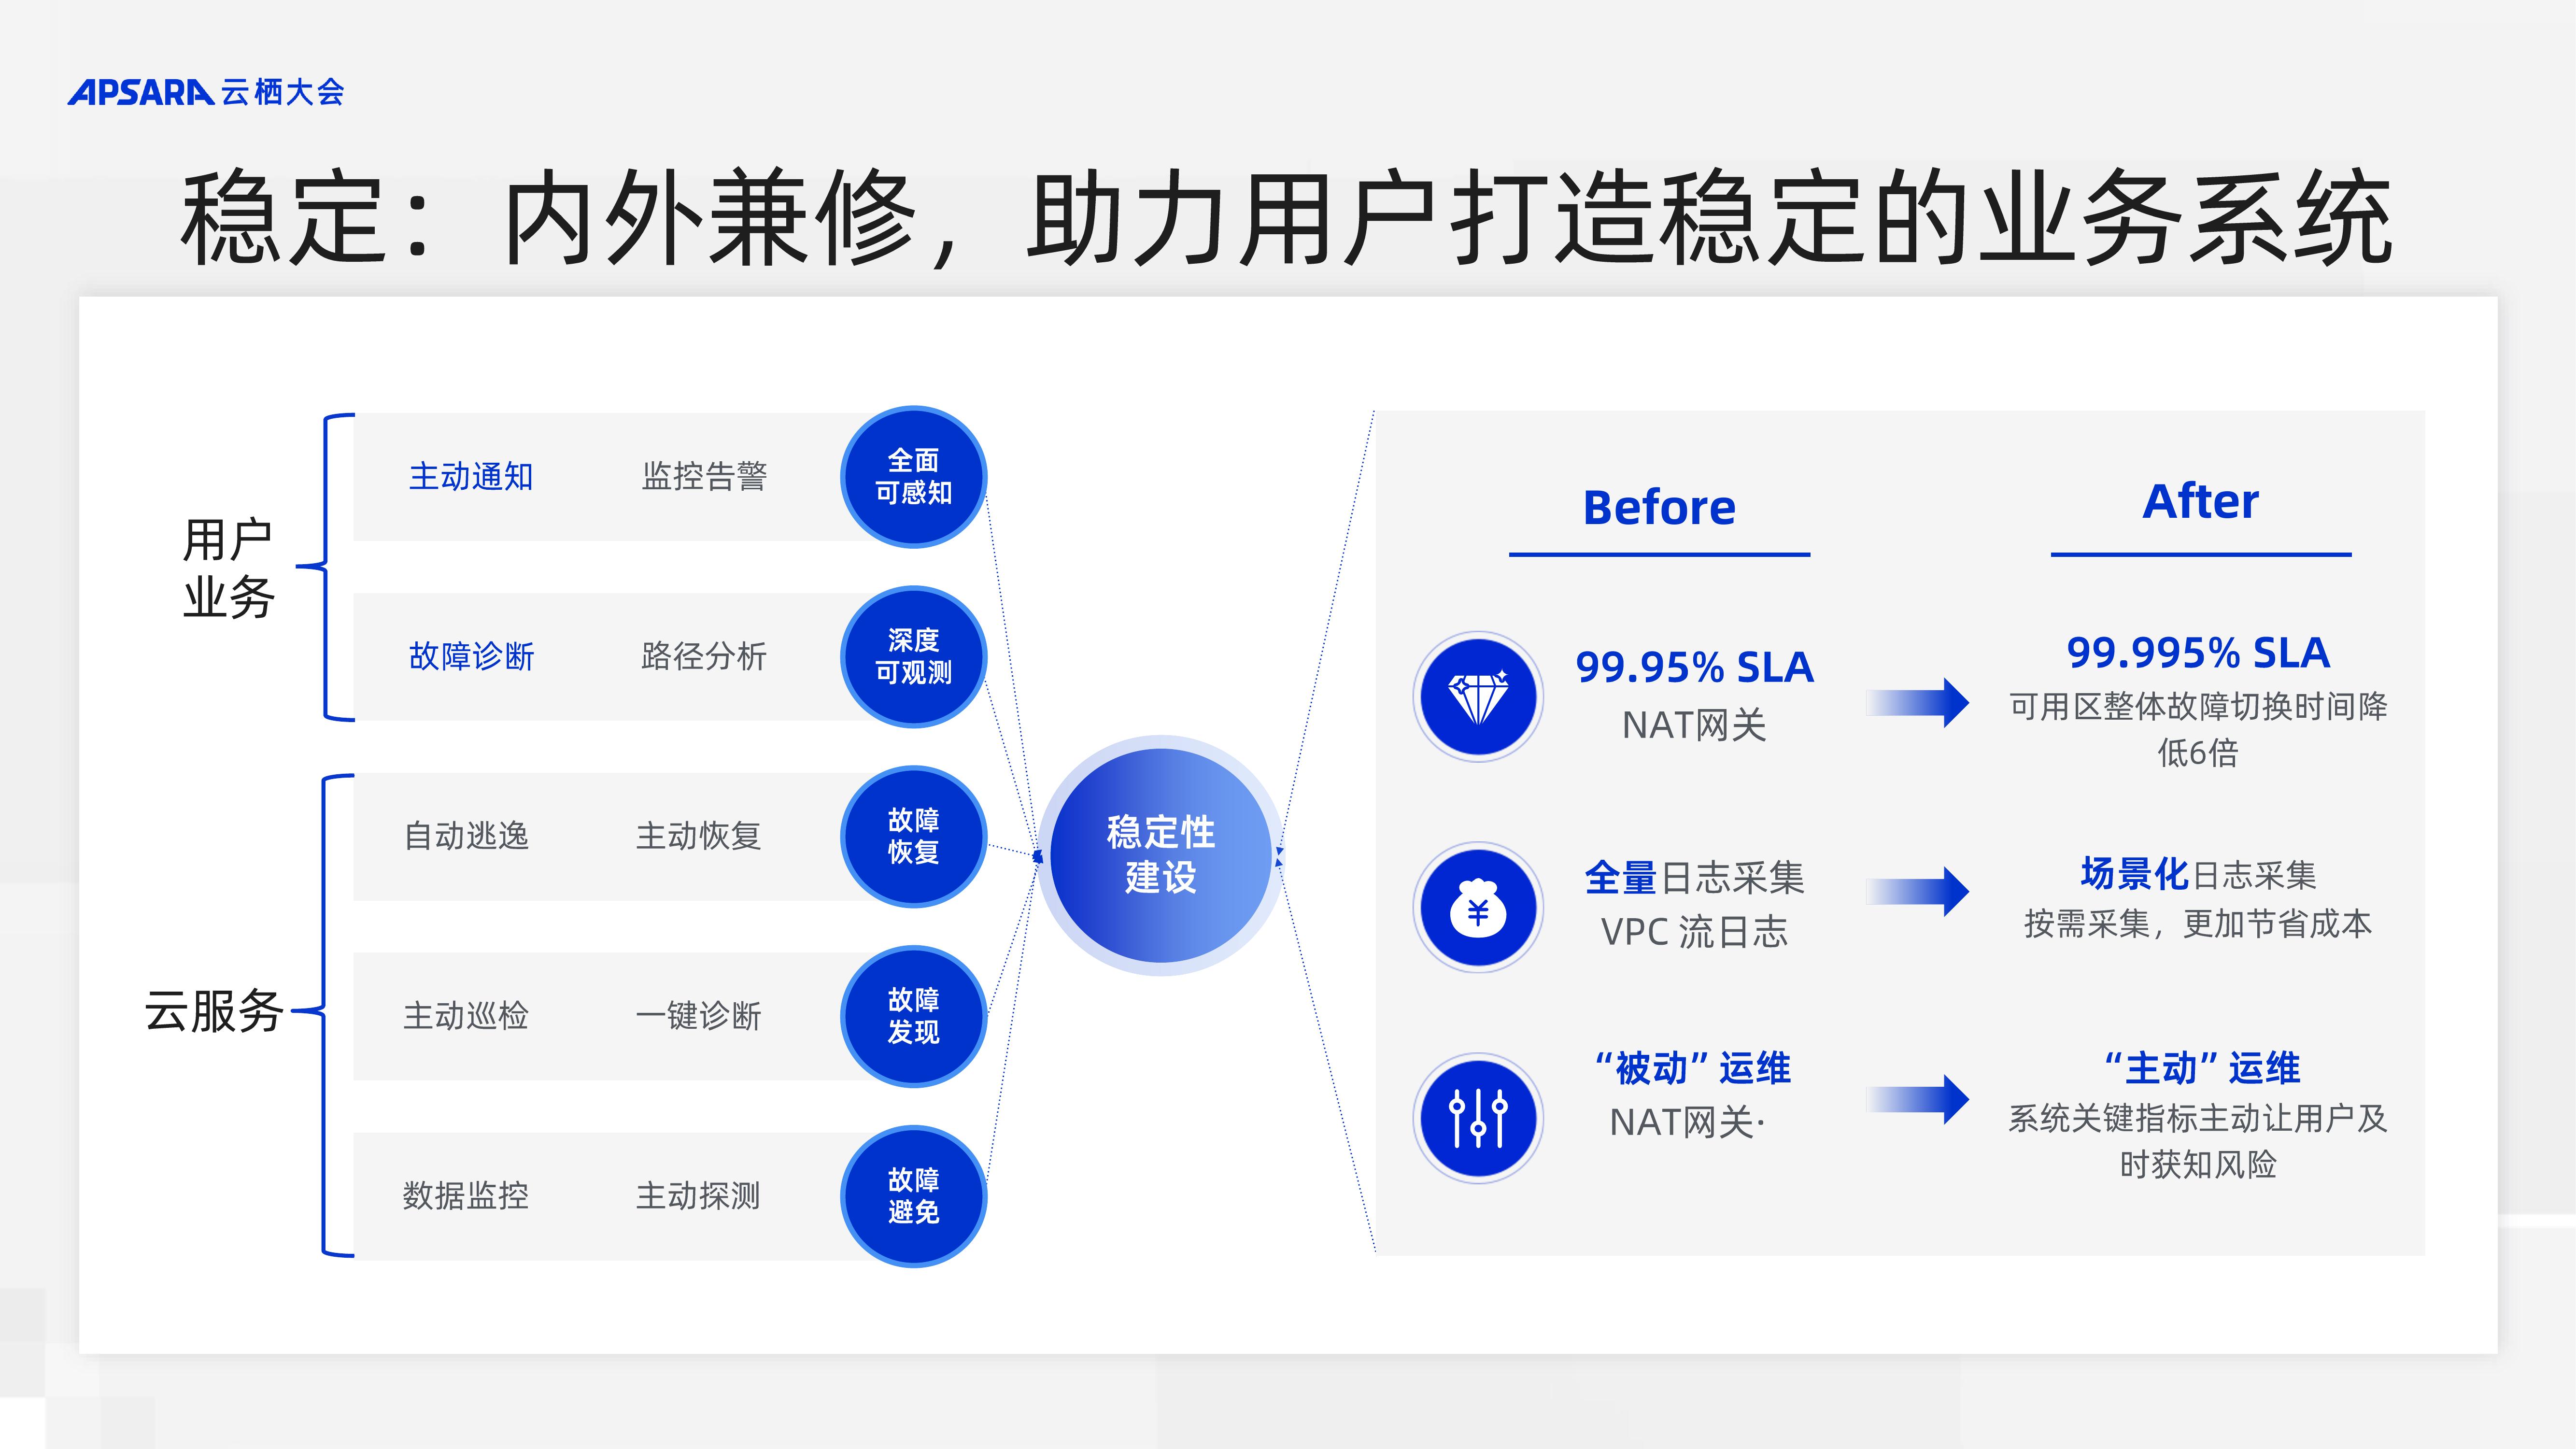 APSARA 云栖大会
稳定：内外兼修，助力用户打造稳定的业务系统
用户
业务
主动通知
监控告警
全面
可感知
故障诊断
路径分析
深度
可观测
云服务
自动逃逸
主动恢复
故障
恢复
主动巡检
一键诊断
故障
发现
数据监控
主动探测
故障
避免
稳定性
建设
Before
After
99.95% SLA
NAT网关
99.995% SLA
可用区整体故障切换时间降
低6倍
全量日志采集
VPC 流日志
场景化日志采集
按需采集，更加节省成本
“被动” 运维
NAT网关·
“主动” 运维
系统关键指标主动让用户及
时获知风险